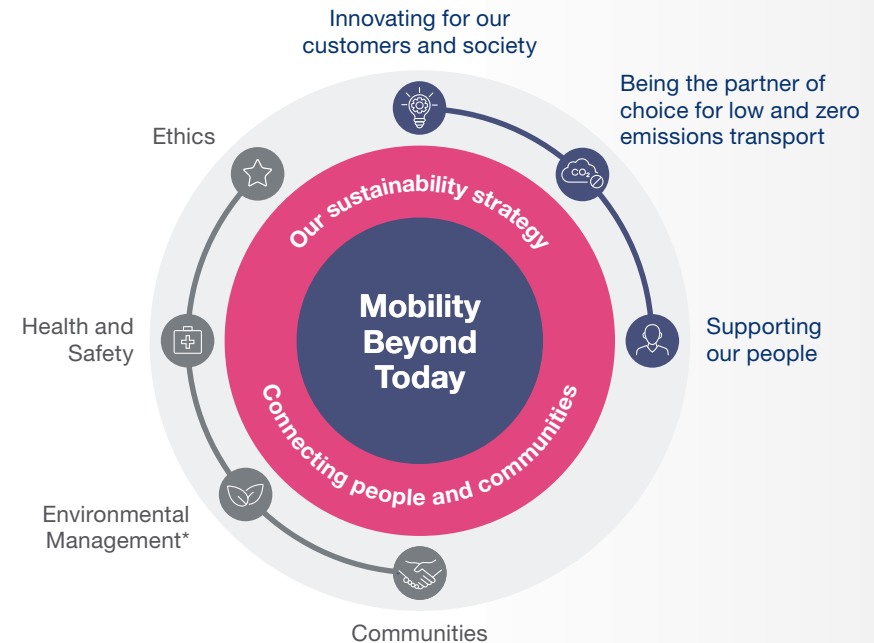 Innovating for our
customers and society
Being the partner of
choice for low and zero
emissions transport
Ethics
CO₂
Our sustainability strategy
Mobility
Beyond
Today
Health and
Safety
Supporting
our people
Connecting people and communities
Environmental
Management*
Communities